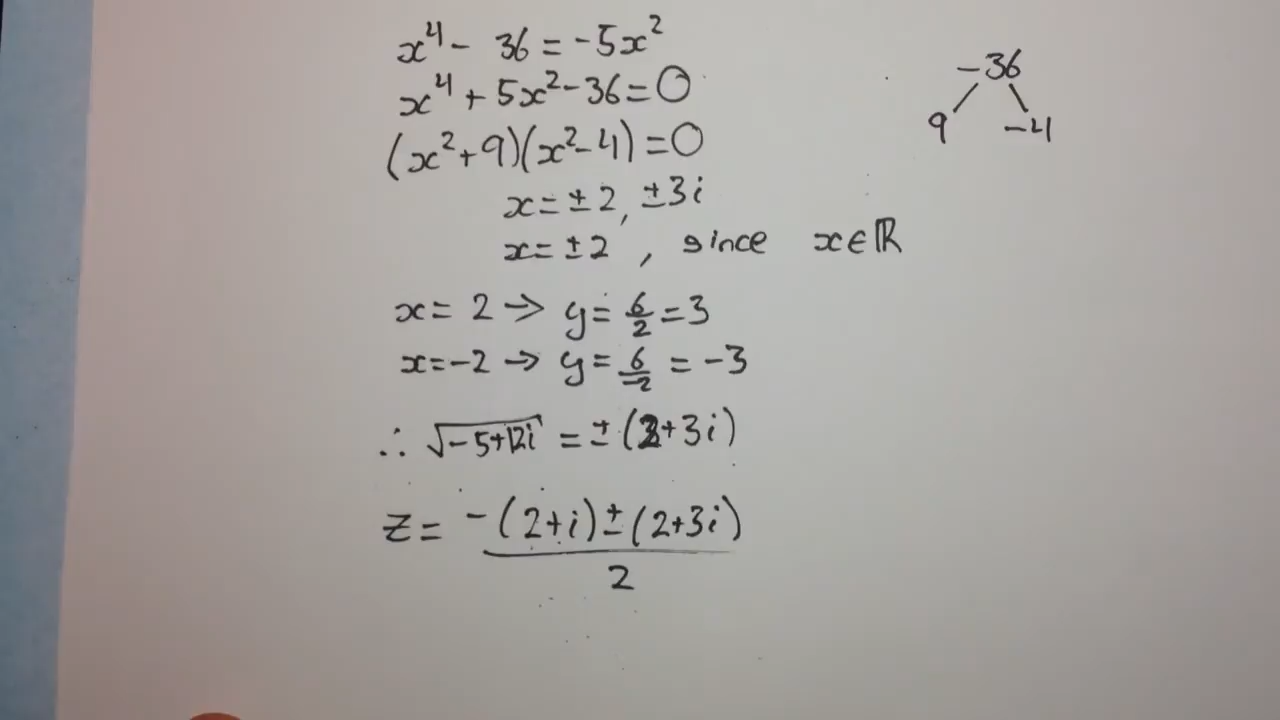 x⁴ - 36 = -5x²
x⁴ + 5x² - 36 = 0
(x² + 9)(x² - 4) = 0
x = ± 2, ±3i
x = ± 2, since x ∈ ℝ
x = 2 → y = 6/2 = 3
x = -2 → y = 6/-2 = -3
∴ √-5+12i = ± (2+3i)
z = -(2+i) ± (2+3i) / 2
-36
9 -4